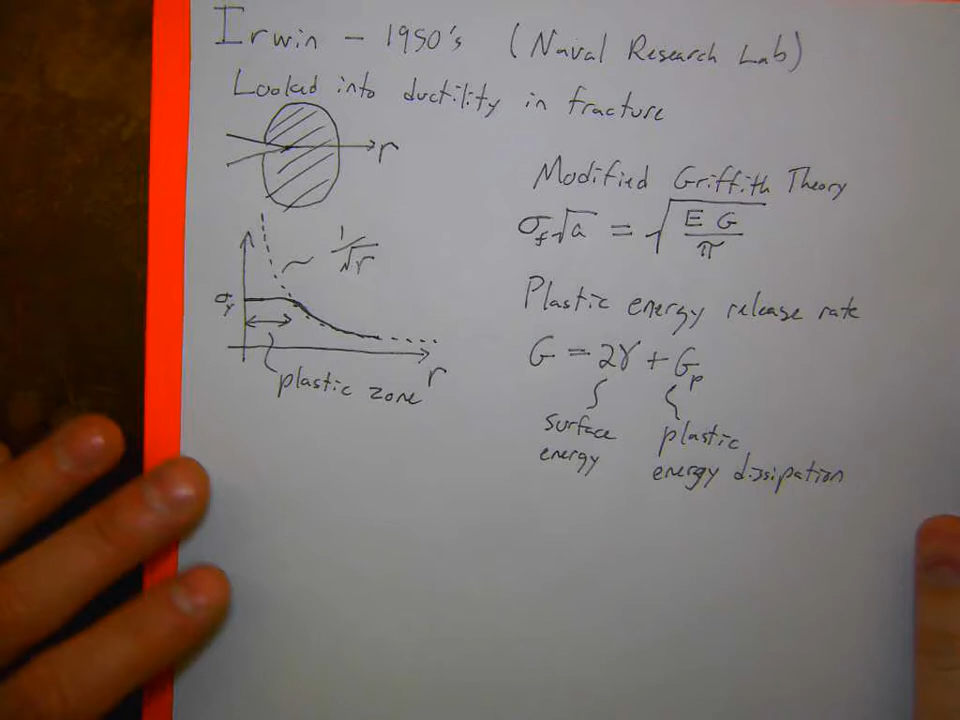 Irwin - 1950's (Naval Research Lab)
Looked into ductility in fracture
r
1/√r
σy
r
plastic zone
Modified Griffith Theory
σf√a = √(E G/π)
Plastic energy release rate
G = 2γ + Gp
surface
energy
plastic
energy dissipation